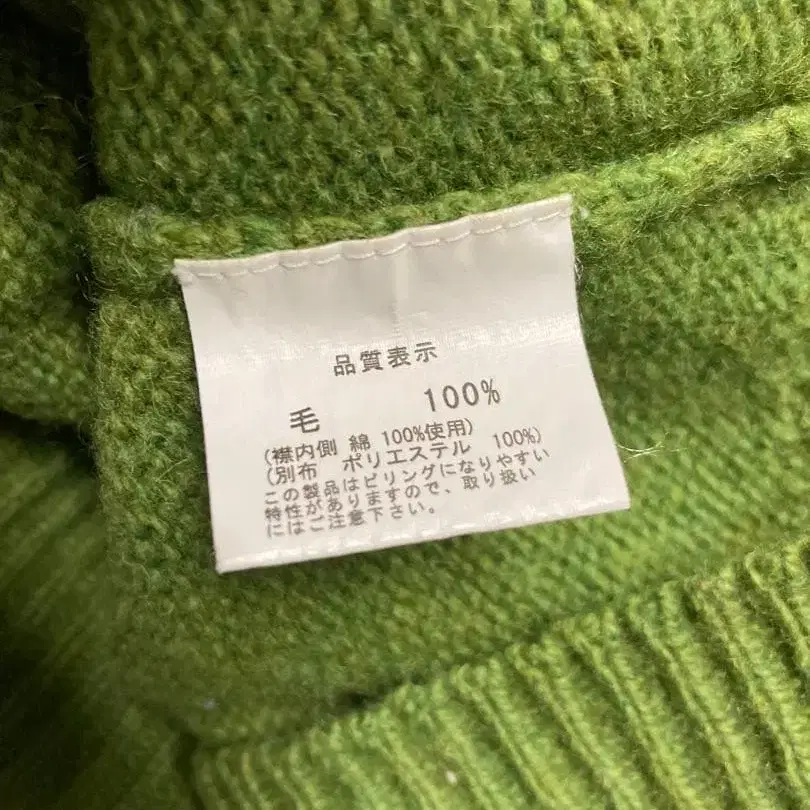 品質表示
毛 100%
(襟内側 綿 100%使用)
(別布 ポリエステル 100%)
この製品はピリングになりやすい
特性がありますので、取り扱い
にはご注意下さい。